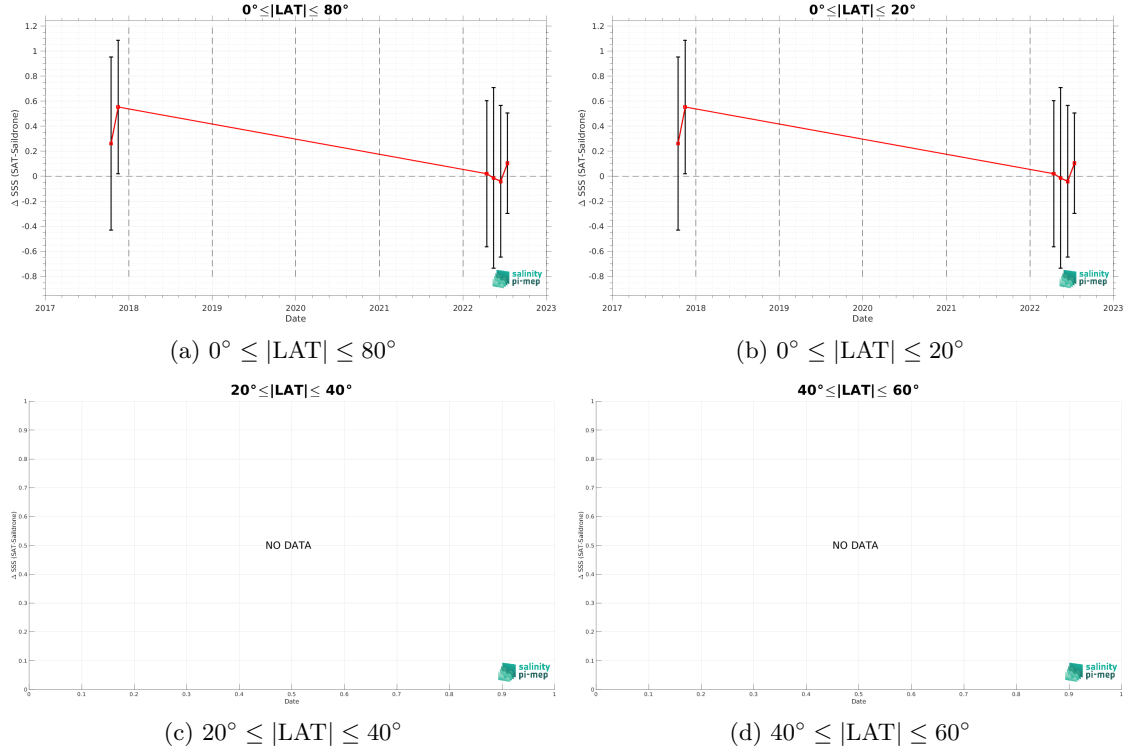 0°≤|LAT|≤ 80°
Δ SSS (SAT-Saildrone)
1.2
1
0.8
0.6
0.4
0.2
0
-0.2
-0.4
-0.6
-0.8
2017 2018 2019 2020 2021 2022 2023
Date
salinity
pi-mep
(a) 0° ≤ |LAT| ≤ 80°
0°≤|LAT|≤ 20°
Δ SSS (SAT-Saildrone)
1.2
1
0.8
0.6
0.4
0.2
0
-0.2
-0.4
-0.6
-0.8
2017 2018 2019 2020 2021 2022 2023
Date
salinity
pi-mep
(b) 0° ≤ |LAT| ≤ 20°
20°≤|LAT|≤ 40°
Δ SSS (SAT-Saildrone)
1
0.9
0.8
0.7
0.6
0.5
0.4
0.3
0.2
0.1
0
NO DATA
0 0.1 0.2 0.3 0.4 0.5 0.6 0.7 0.8 0.9 1
Date
salinity
pi-mep
(c) 20° ≤ |LAT| ≤ 40°
40°≤|LAT|≤ 60°
Δ SSS (SAT-Saildrone)
1
0.9
0.8
0.7
0.6
0.5
0.4
0.3
0.2
0.1
0
NO DATA
0 0.1 0.2 0.3 0.4 0.5 0.6 0.7 0.8 0.9 1
Date
salinity
pi-mep
(d) 40° ≤ |LAT| ≤ 60°